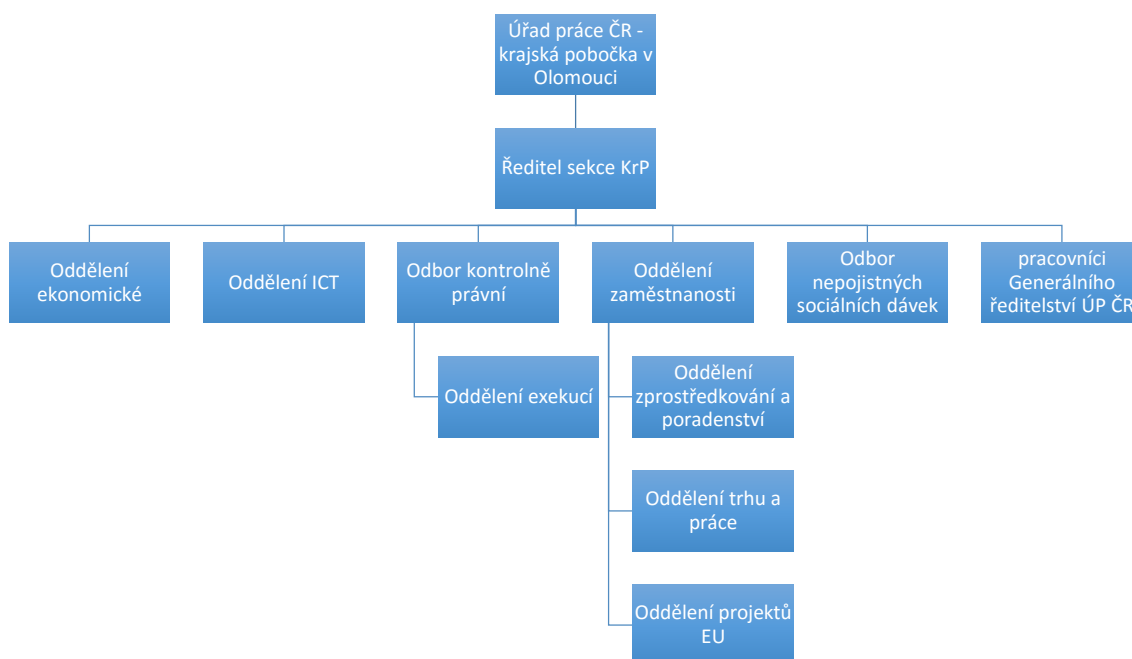 Úřad práce ČR -
krajská pobočka v
Olomouci
Ředitel sekce KrP
Oddělení
ekonomické
Oddělení ICT
Odbor kontrolně
právní
Oddělení
zaměstnanosti
Odbor
nepojistných
sociálních dávek
pracovníci
Generálního
ředitelství ÚP ČR
Oddělení exekucí
Oddělení
zprostředkování a
poradenství
Oddělení trhu a
práce
Oddělení projektů
EU